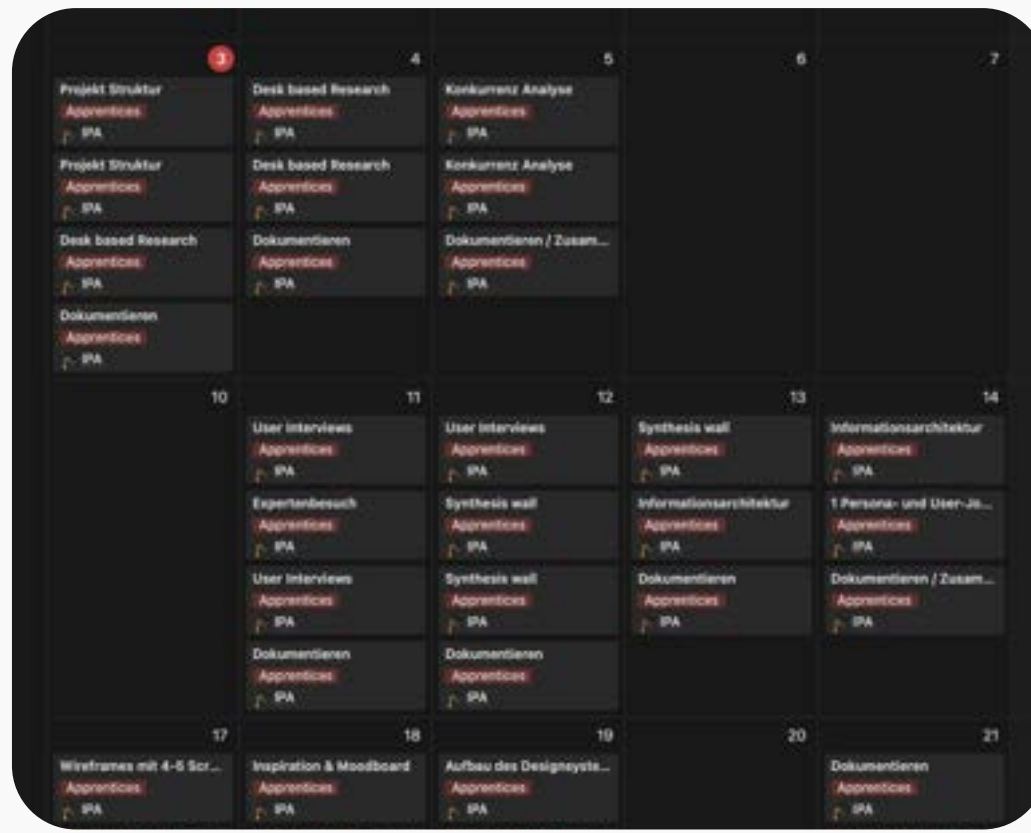 3
4
5
6
7
Projekt Struktur
Apprentices
IPA
Projekt Struktur
Apprentices
IPA
Desk based Research
Apprentices
IPA
Dokumentieren
Apprentices
IPA
Desk based Research
Apprentices
IPA
Desk based Research
Apprentices
IPA
Dokumentieren
Apprentices
IPA
Konkurrenz Analyse
Apprentices
IPA
Konkurrenz Analyse
Apprentices
IPA
Dokumentieren / Zusam...
Apprentices
IPA
10
11
12
13
14
User Interviews
Apprentices
IPA
Expertenbesuch
Apprentices
IPA
User Interviews
Apprentices
IPA
Dokumentieren
Apprentices
IPA
User Interviews
Apprentices
IPA
Synthesis wall
Apprentices
IPA
Synthesis wall
Apprentices
IPA
Dokumentieren
Apprentices
IPA
Synthesis wall
Apprentices
IPA
Informationsarchitektur
Apprentices
IPA
Dokumentieren
Apprentices
IPA
Informationsarchitektur
Apprentices
IPA
1 Persona- und User-Jo...
Apprentices
IPA
Dokumentieren / Zusam...
Apprentices
IPA
17
18
19
20
21
Wireframes mit 4-6 Scr...
Apprentices
IPA
Inspiration & Moodboard
Apprentices
IPA
Aufbau des Designsyste...
Apprentices
IPA
Dokumentieren
Apprentices
IPA